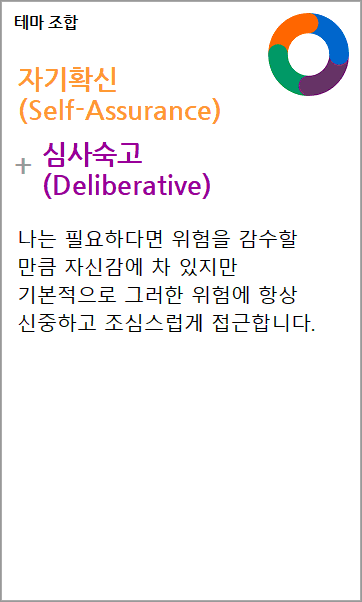 테마 조합
자기확신
(Self-Assurance)
+ 심사숙고
(Deliberative)
나는 필요하다면 위험을 감수할
만큼 자신감에 차 있지만
기본적으로 그러한 위험에 항상
신중하고 조심스럽게 접근합니다.